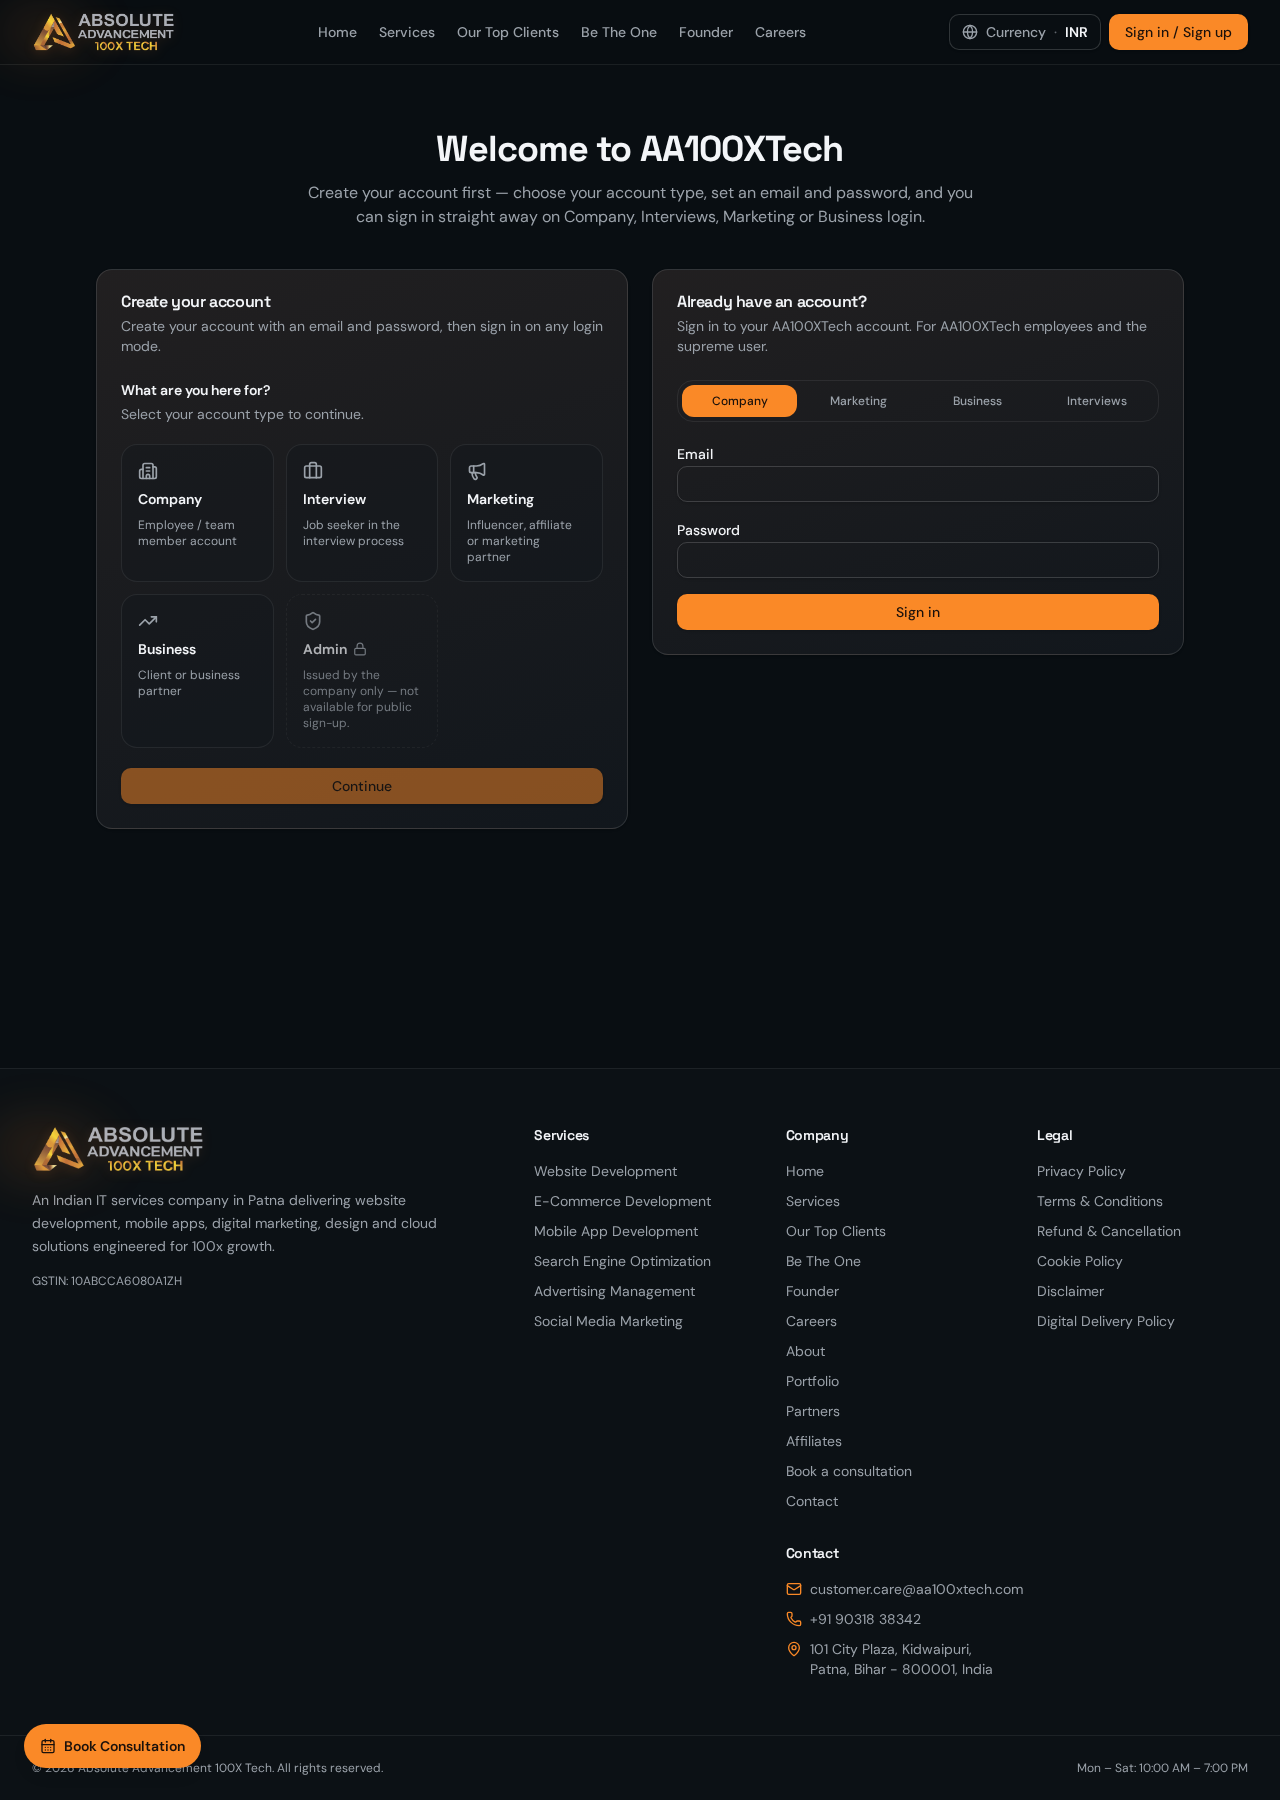 ABSOLUTE
ADVANCEMENT
100X TECH
Home
Services
Our Top Clients
Be The One
Founder
Careers
Currency · INR
Sign in / Sign up
Welcome to AA100XTech
Create your account first — choose your account type, set an email and password, and you
can sign in straight away on Company, Interviews, Marketing or Business login.
Create your account
Create your account with an email and password, then sign in on any login
mode.
What are you here for?
Select your account type to continue.
Company
Employee / team
member account
Interview
Job seeker in the
interview process
Marketing
Influencer, affiliate
or marketing
partner
Business
Client or business
partner
Admin
Issued by the
company only — not
available for public
sign-up.
Continue
Already have an account?
Sign in to your AA100XTech account. For AA100XTech employees and the
supreme user.
Company
Marketing
Business
Interviews
Email
Password
Sign in
ABSOLUTE
ADVANCEMENT
100X TECH
An Indian IT services company in Patna delivering website
development, mobile apps, digital marketing, design and cloud
solutions engineered for 100x growth.
GSTIN: 10ABCCA6080A1ZH
Services
Website Development
E-Commerce Development
Mobile App Development
Search Engine Optimization
Advertising Management
Social Media Marketing
Company
Home
Services
Our Top Clients
Be The One
Founder
Careers
About
Portfolio
Partners
Affiliates
Book a consultation
Contact
Contact
customer.care@aa100xtech.com
+91 90318 38342
101 City Plaza, Kidwaipuri,
Patna, Bihar - 800001, India
Legal
Privacy Policy
Terms & Conditions
Refund & Cancellation
Cookie Policy
Disclaimer
Digital Delivery Policy
Book Consultation
© 2026 Absolute Advancement 100X Tech. All rights reserved.
Mon – Sat: 10:00 AM – 7:00 PM